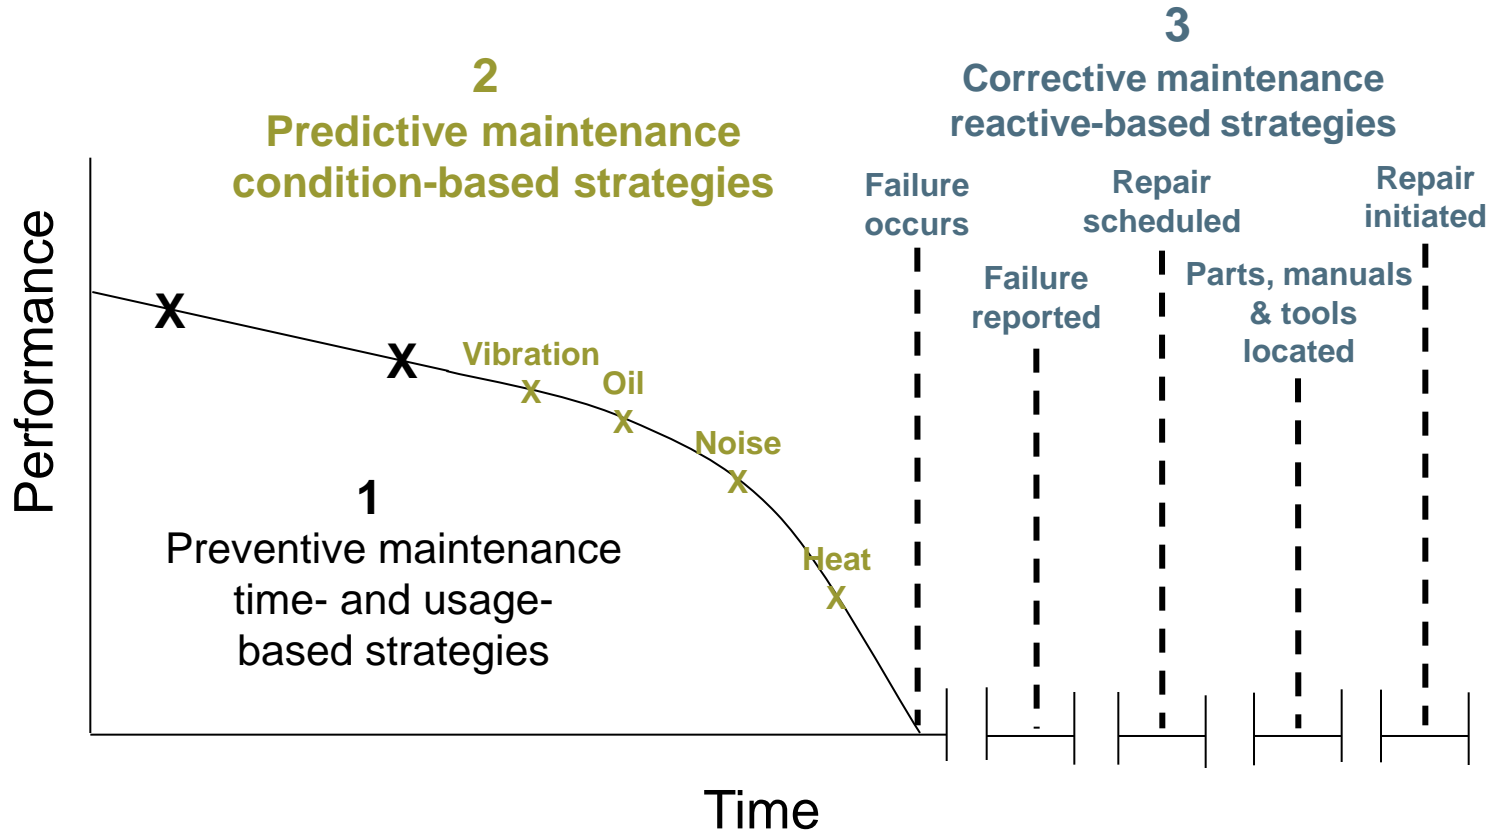 3
Corrective maintenance
reactive-based strategies
2
Predictive maintenance
condition-based strategies
Failure
occurs
Failure
reported
Repair
scheduled
Parts, manuals
& tools
located
Repair
initiated
Performance
X
X
Vibration
X
Oil
X
Noise
X
Heat
X
1
Preventive maintenance
time- and usage-
based strategies
Time